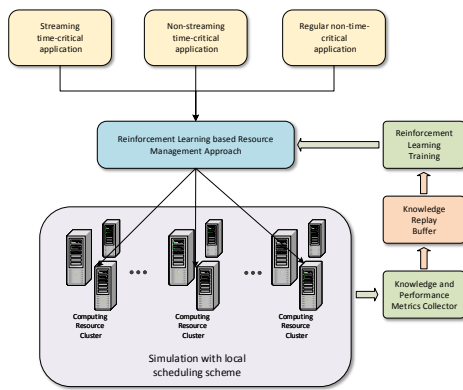 Streaming
time-critical
application
Non-streaming
time-critical
application
Regular non-time-
critical
application
Reinforcement Learning based Resource
Management Approach
Reinforcement
Learning
Training
Knowledge
Replay
Buffer
Knowledge and
Performance
Metrics Collector
Computing
Resource
Cluster
Computing
Resource
Cluster
Computing
Resource
Cluster
Simulation with local
scheduling scheme